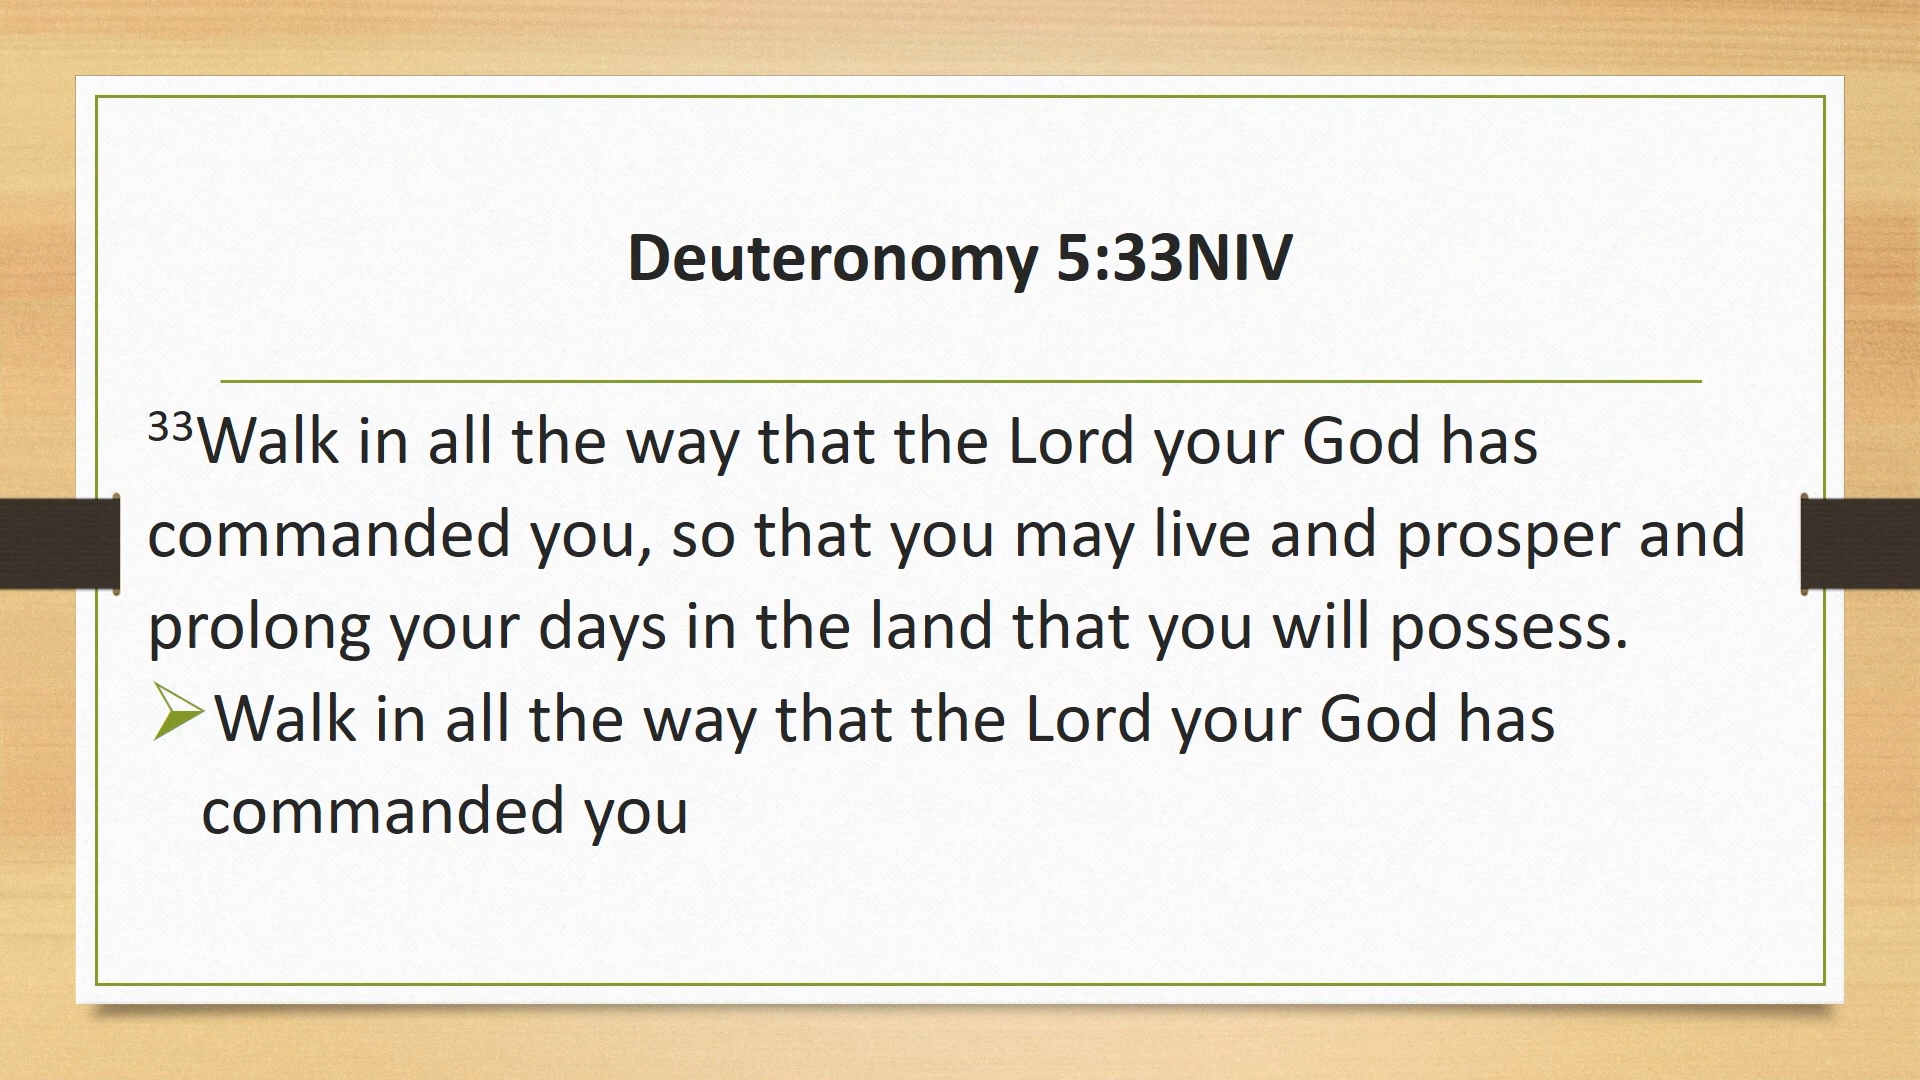 Deuteronomy 5:33NIV
33Walk in all the way that the Lord your God has
commanded you, so that you may live and prosper and
prolong your days in the land that you will possess.
Walk in all the way that the Lord your God has
commanded you